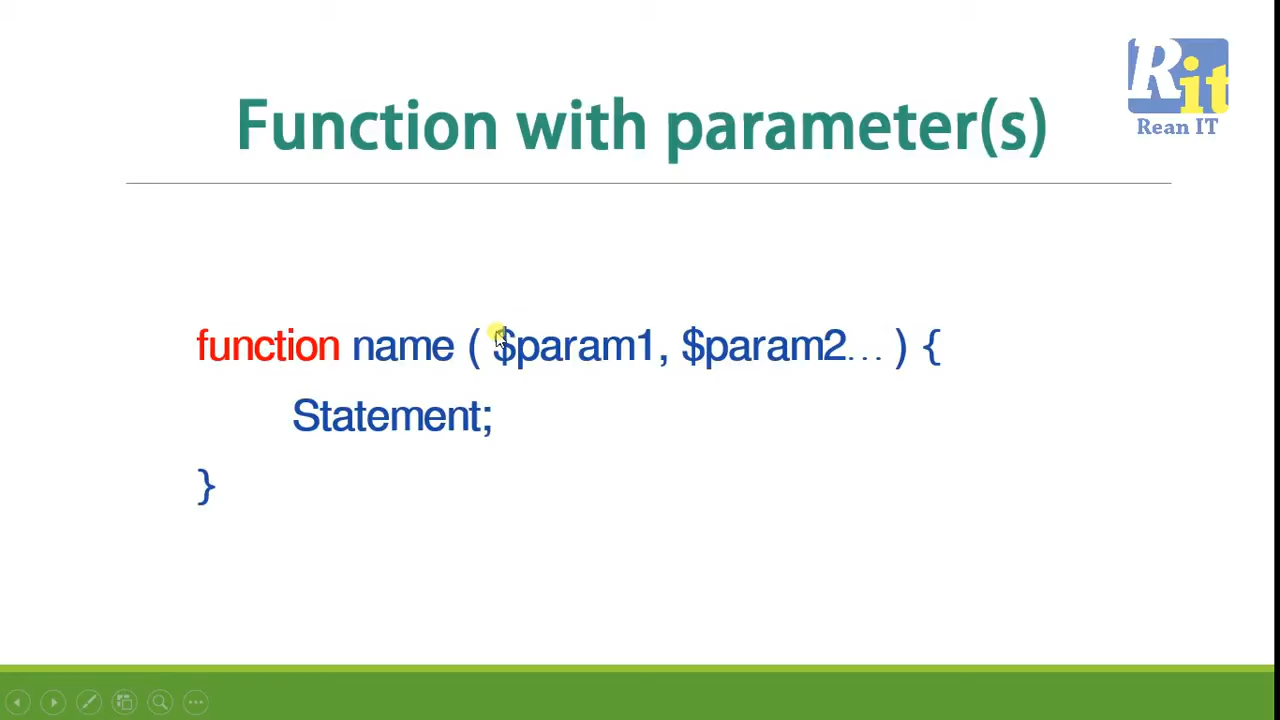 Rit
Rean IT
Function with parameter(s)
function name ( $param1, $param2... ) {
Statement;
}